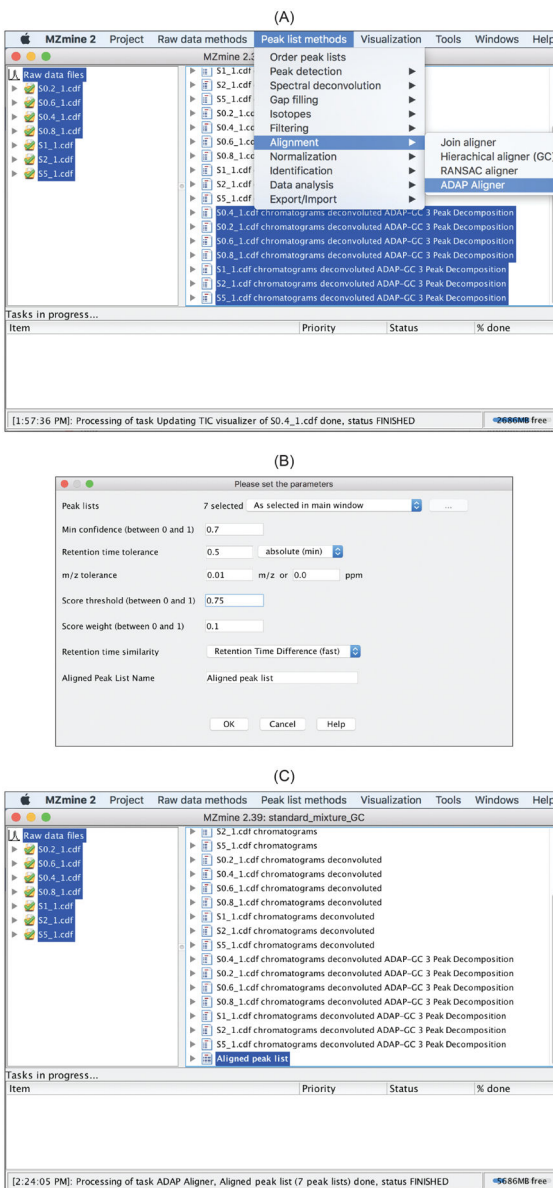 (A)
MZmine 2 Project Raw data methods Peak list methods Visualization Tools Windows Help
MZmine 2.3
Raw data files
S0.2_1.cdf
S0.6_1.cdf
S0.4_1.cdf
S0.8_1.cdf
S1_1.cdf
S2_1.cdf
S5_1.cdf
S1_1.cdf
S2_1.cdf
S5_1.cdf
S0.2_1.cd
S0.4_1.cd
S0.6_1.cd
S0.8_1.cd
S1_1.cdf
S2_1.cdf
S5_1.cdf
S0.4_1.cdf chromatograms deconvoluted ADAP-GC 3 Peak Decomposition
S0.2_1.cdf chromatograms deconvoluted ADAP-GC 3 Peak Decomposition
S0.6_1.cdf chromatograms deconvoluted ADAP-GC 3 Peak Decomposition
S0.8_1.cdf chromatograms deconvoluted ADAP-GC 3 Peak Decomposition
S1_1.cdf chromatograms deconvoluted ADAP-GC 3 Peak Decomposition
S2_1.cdf chromatograms deconvoluted ADAP-GC 3 Peak Decomposition
S5_1.cdf chromatograms deconvoluted ADAP-GC 3 Peak Decomposition
Order peak lists
Peak detection
Spectral deconvolution
Gap filling
Isotopes
Filtering
Alignment
Normalization
Identification
Data analysis
Export/Import
Join aligner
Hierachical aligner (GC)
RANSAC aligner
ADAP Aligner
Tasks in progress...
Item Priority Status % done
[1:57:36 PM]: Processing of task Updating TIC visualizer of S0.4_1.cdf done, status FINISHED 2686MB free
(B)
Please set the parameters
Peak lists 7 selected As selected in main window ...
Min confidence (between 0 and 1) 0.7
Retention time tolerance 0.5 absolute (min)
m/z tolerance 0.01 m/z or 0.0 ppm
Score threshold (between 0 and 1) 0.75
Score weight (between 0 and 1) 0.1
Retention time similarity Retention Time Difference (fast)
Aligned Peak List Name Aligned peak list
OK Cancel Help
(C)
MZmine 2 Project Raw data methods Peak list methods Visualization Tools Windows Help
MZmine 2.39: standard_mixture_GC
Raw data files
S0.2_1.cdf
S0.6_1.cdf
S0.4_1.cdf
S0.8_1.cdf
S1_1.cdf
S2_1.cdf
S5_1.cdf
S2_1.cdf chromatograms
S5_1.cdf chromatograms
S0.2_1.cdf chromatograms deconvoluted
S0.4_1.cdf chromatograms deconvoluted
S0.6_1.cdf chromatograms deconvoluted
S0.8_1.cdf chromatograms deconvoluted
S1_1.cdf chromatograms deconvoluted
S2_1.cdf chromatograms deconvoluted
S5_1.cdf chromatograms deconvoluted
S0.4_1.cdf chromatograms deconvoluted ADAP-GC 3 Peak Decomposition
S0.2_1.cdf chromatograms deconvoluted ADAP-GC 3 Peak Decomposition
S0.6_1.cdf chromatograms deconvoluted ADAP-GC 3 Peak Decomposition
S0.8_1.cdf chromatograms deconvoluted ADAP-GC 3 Peak Decomposition
S1_1.cdf chromatograms deconvoluted ADAP-GC 3 Peak Decomposition
S2_1.cdf chromatograms deconvoluted ADAP-GC 3 Peak Decomposition
S5_1.cdf chromatograms deconvoluted ADAP-GC 3 Peak Decomposition
Aligned peak list
Tasks in progress...
Item Priority Status % done
[2:24:05 PM]: Processing of task ADAP Aligner, Aligned peak list (7 peak lists) done, status FINISHED 5686MB free